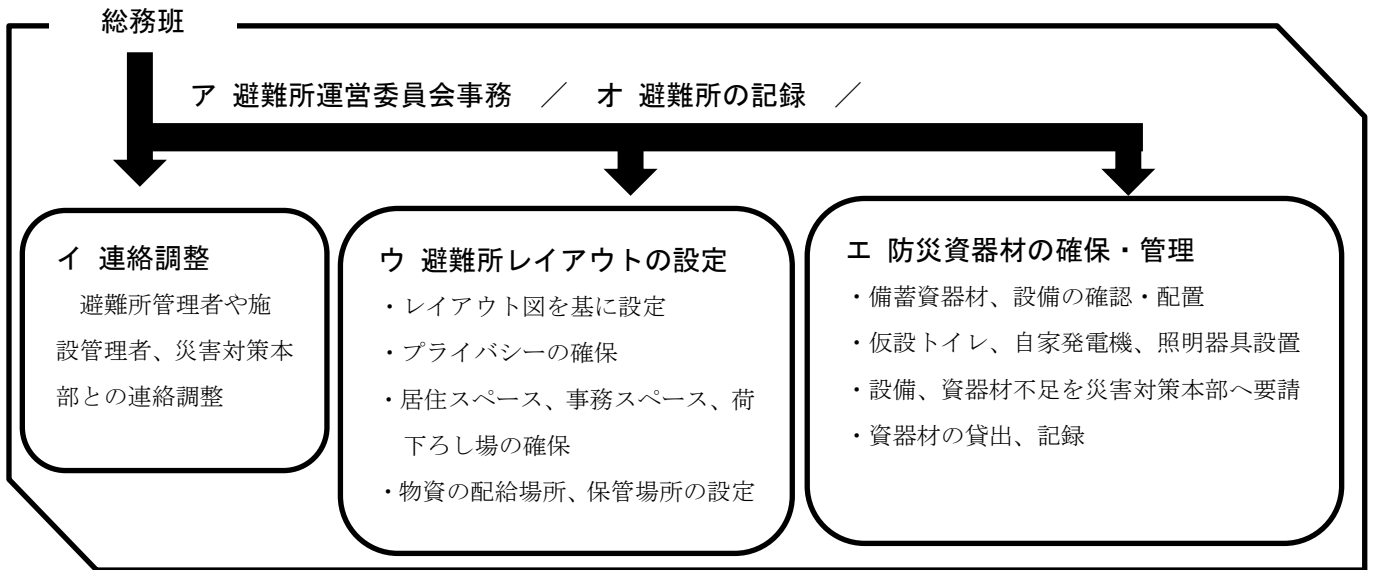 総務班
ア 避難所運営委員会事務 ／ オ 避難所の記録 ／
イ 連絡調整
避難所管理者や施
設管理者、災害対策本
部との連絡調整
ウ 避難所レイアウトの設定
・レイアウト図を基に設定
・プライバシーの確保
・居住スペース、事務スペース、荷
下ろし場の確保
・物資の配給場所、保管場所の設定
エ 防災資器材の確保・管理
・備蓄資器材、設備の確認・配置
・仮設トイレ、自家発電機、照明器具設置
・設備、資器材不足を災害対策本部へ要請
・資器材の貸出、記録